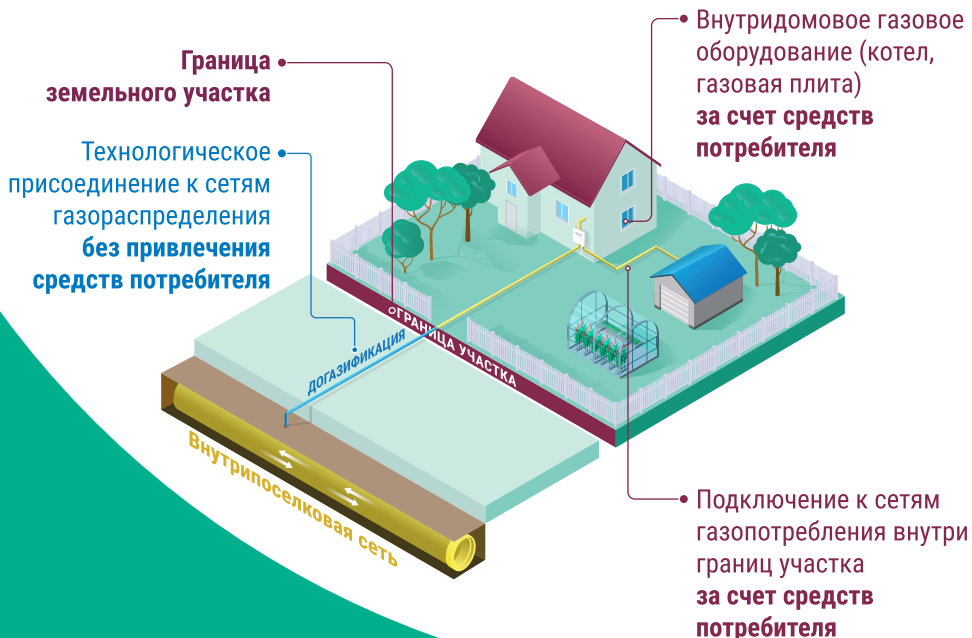 Граница
земельного участка
Технологическое
присоединение к сетям
газораспределения
без привлечения
средств потребителя
Внутридомовое газовое
оборудование (котел,
газовая плита)
за счет средств
потребителя
ГРАНИЦА УЧАСТКА
ДОГАЗИФИКАЦИЯ
Внутрипоселковая сеть
Подключение к сетям
газопотребления внутри
границ участка
за счет средств
потребителя